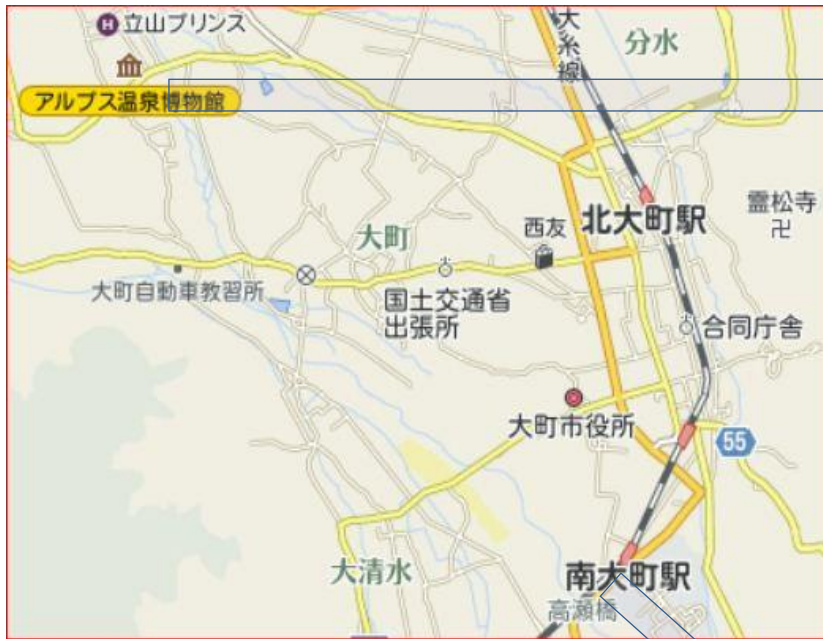 立山プリンス
大糸線
分水
アルプス温泉博物館
霊松寺
西友
北大町駅
大町
大町自動車教習所
国土交通省
出張所
合同庁舎
大町市役所
55
大清水
南大町駅
高瀬橋